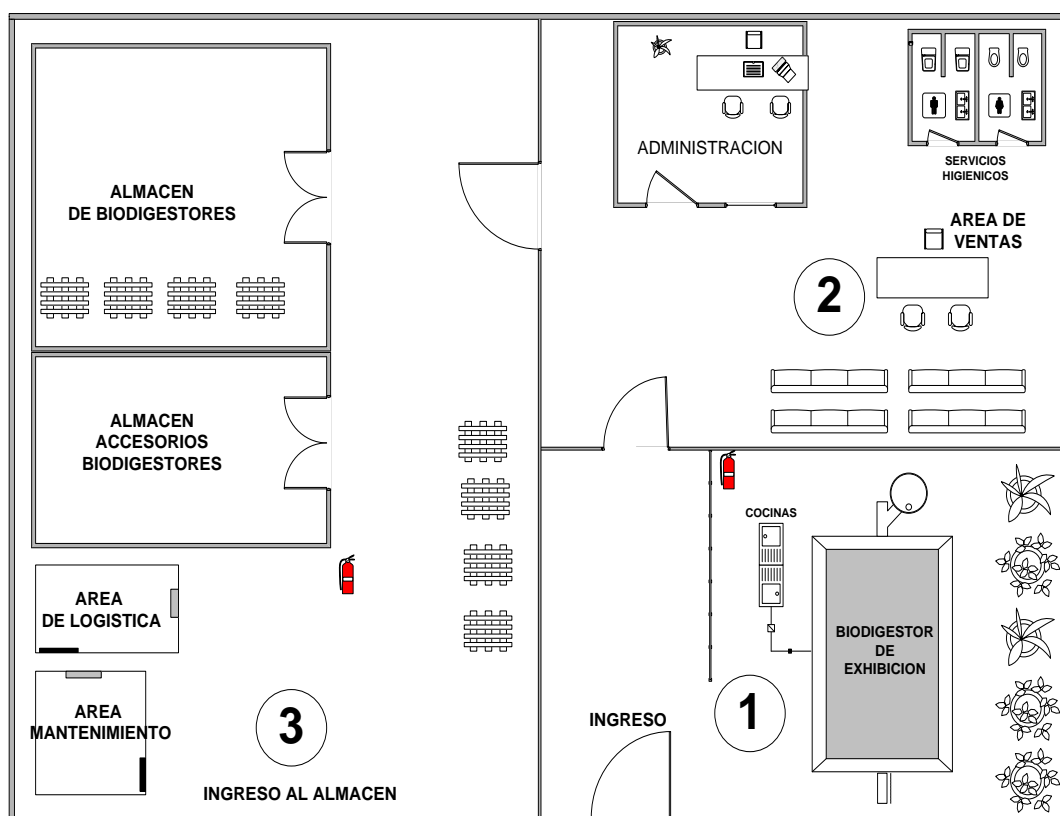 ALMACEN
DE BIODIGESTORES
ALMACEN
ACCESORIOS
BIODIGESTORES
AREA
DE LOGISTICA
AREA
MANTENIMIENTO
3
INGRESO AL ALMACEN
ADMINISTRACION
SERVICIOS
HIGIENICOS
AREA DE
VENTAS
2
COCINAS
BIODIGESTOR
DE
EXHIBICION
INGRESO
1